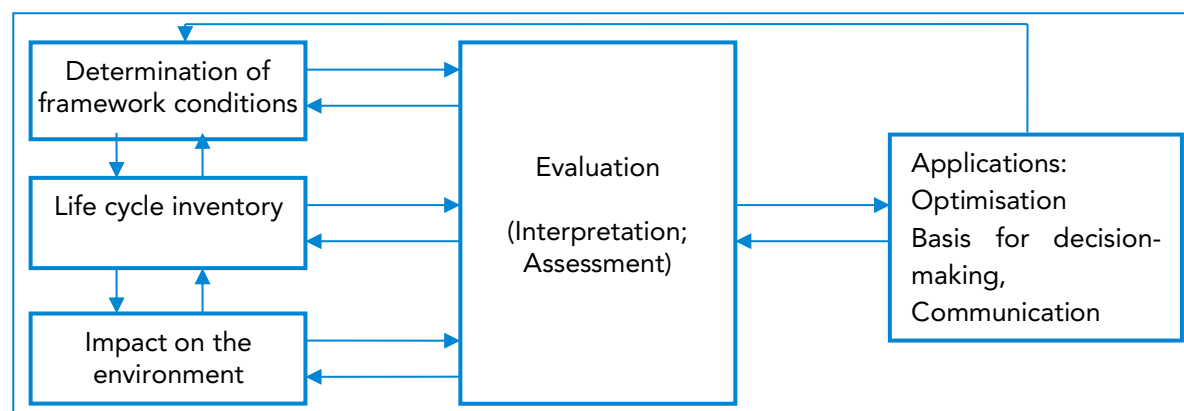 Determination of
framework conditions
Life cycle inventory
Impact on the
environment
Evaluation
(Interpretation;
Assessment)
Applications:
Optimisation
Basis for decision-
making,
Communication